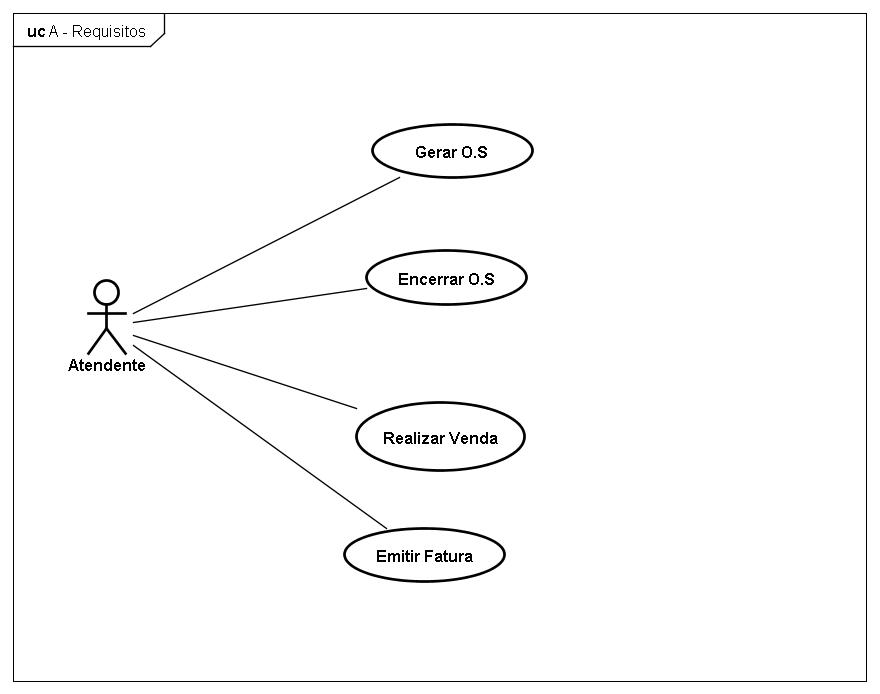 uc A - Requisitos
Gerar O.S
Encerrar O.S
Atendente
Realizar Venda
Emitir Fatura